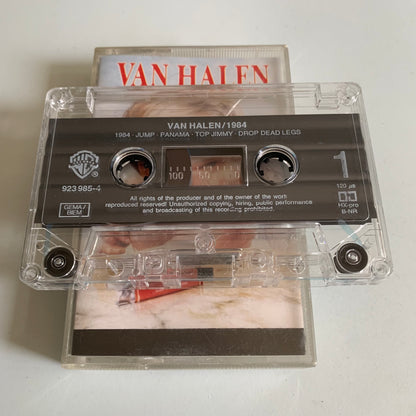 VAN HALEN
VAN HALEN/1984
1984 · JUMP · PANAMA · TOP JIMMY · DROP DEAD LEGS
923 985-4
GEMA/
BIEM
100 50 0
1
120 µs
HX-pro
B-NR
All rights of the producer and of the owner of the work
reproduced reserved! Unauthorized copying, hiring, public performance
and broadcasting of this recording prohibited.